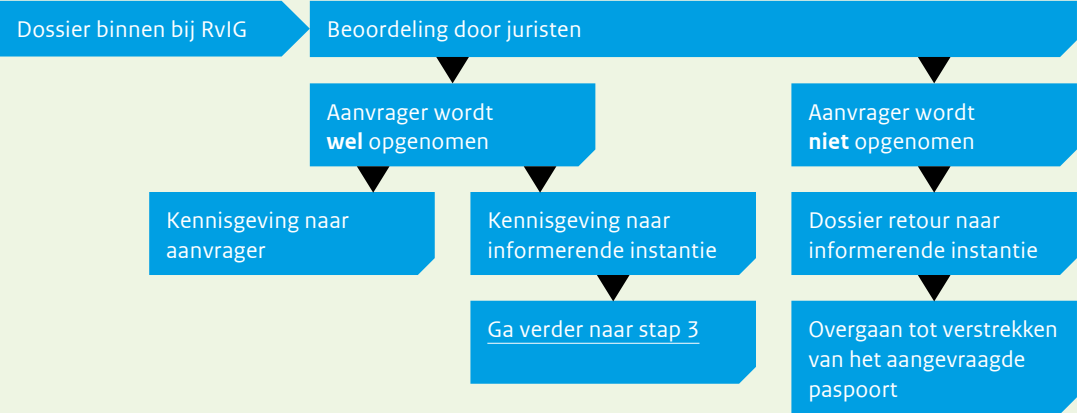 Dossier binnen bij RvIG
Beoordeling door juristen
Aanvrager wordt
wel opgenomen
Aanvrager wordt
niet opgenomen
Kennisgeving naar
aanvrager
Kennisgeving naar
informerende instantie
Dossier retour naar
informerende instantie
Ga verder naar stap 3
Overgaan tot verstrekken
van het aangevraagde
paspoort